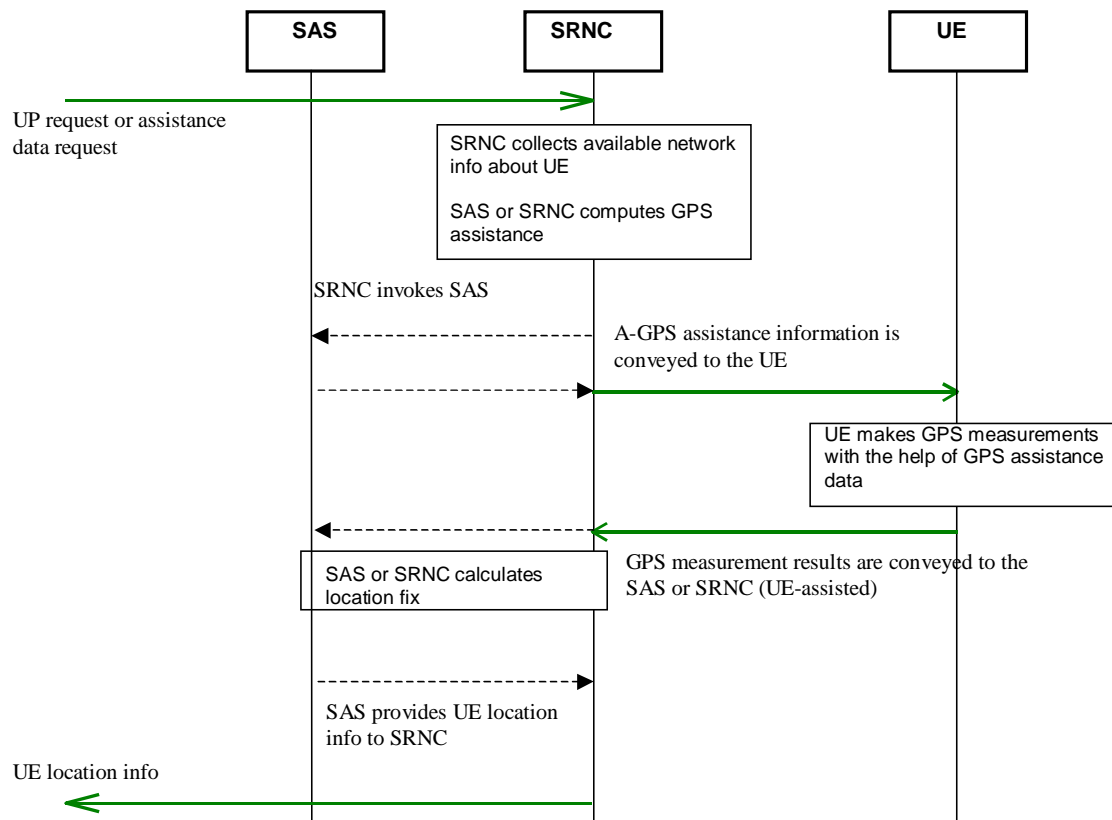 SAS
SRNC
UE
UP request or assistance
data request
SRNC collects available network
info about UE
SAS or SRNC computes GPS
assistance
SRNC invokes SAS
A-GPS assistance information is
conveyed to the UE
UE makes GPS measurements
with the help of GPS assistance
data
GPS measurement results are conveyed to the
SAS or SRNC (UE-assisted)
SAS or SRNC calculates
location fix
SAS provides UE location
info to SRNC
UE location info